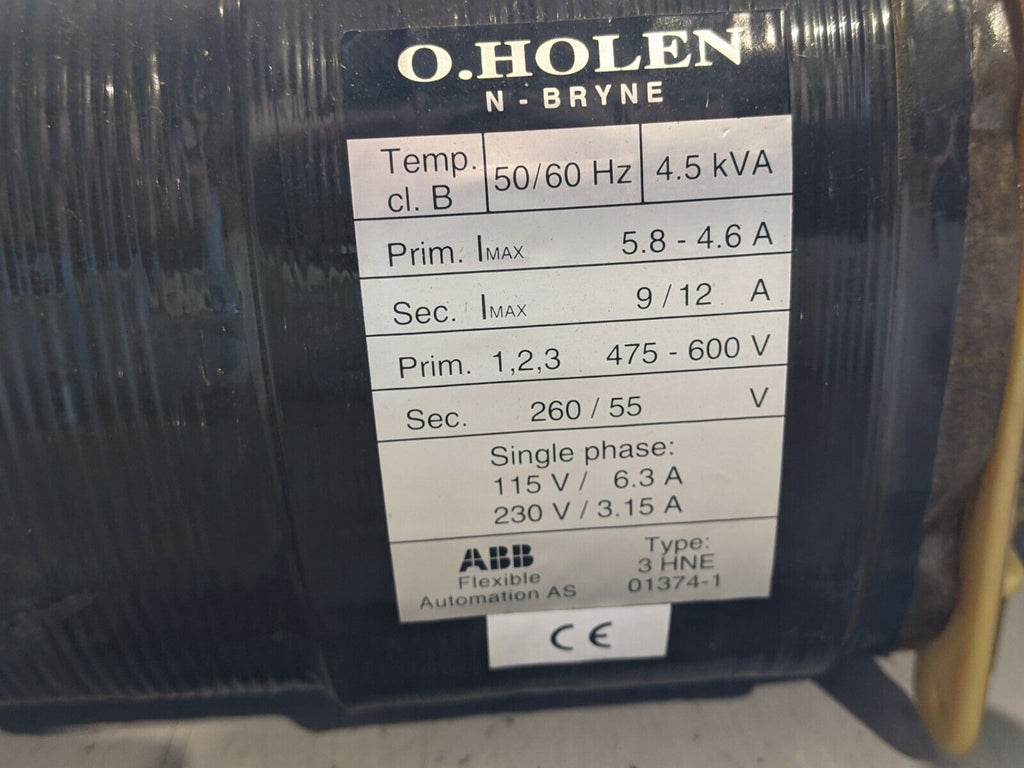 O.HOLEN
N - BRYNE
Temp. cl. B 50/60 Hz 4.5 kVA
Prim. IMAX 5.8 - 4.6 A
Sec. IMAX 9 / 12 A
Prim. 1,2,3 475 - 600 V
Sec. 260 / 55 V
Single phase:
115 V / 6.3 A
230 V / 3.15 A
ABB
Flexible
Automation AS
Type:
3 HNE
01374-1
CE